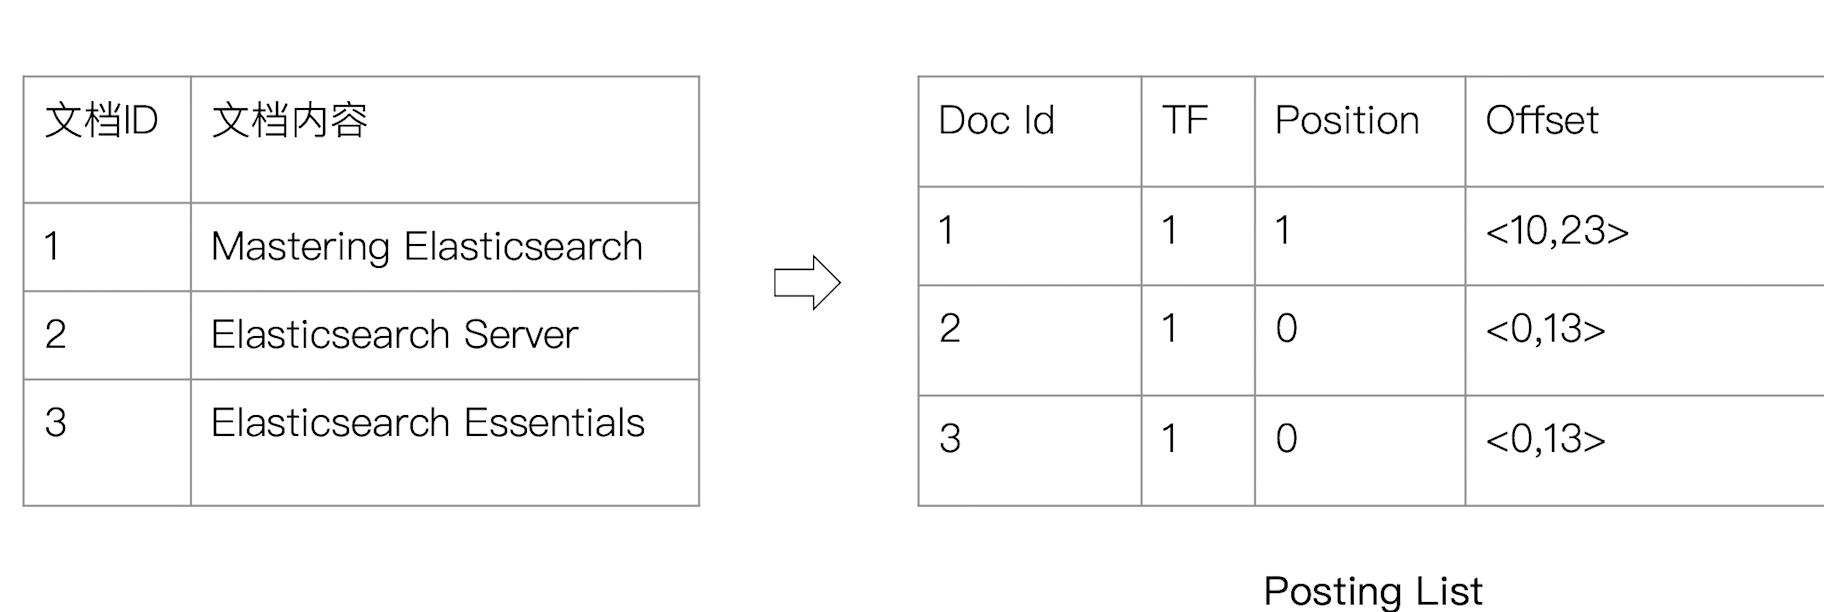 文档ID 文档内容
1 Mastering Elasticsearch
2 Elasticsearch Server
3 Elasticsearch Essentials
Doc Id TF Position Offset
1 1 1 <10,23>
2 1 0 <0,13>
3 1 0 <0,13>
Posting List